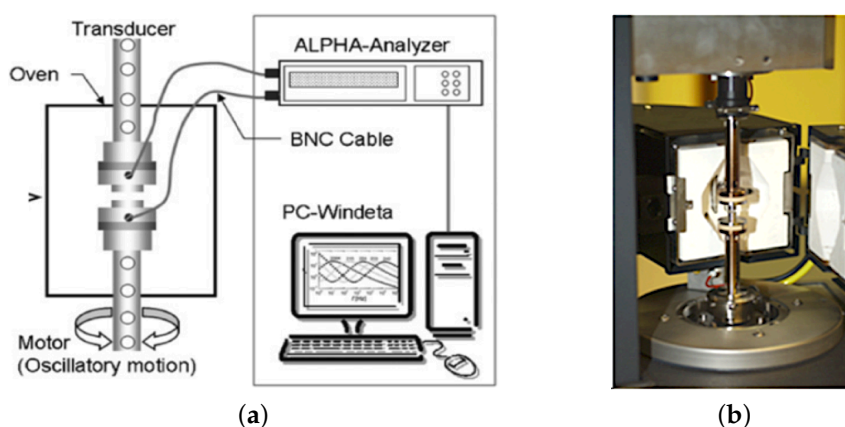 Transducer
Oven
ALPHA-Analyzer
BNC Cable
PC-Windeta
Motor
(Oscillatory motion)
(a)
(b)